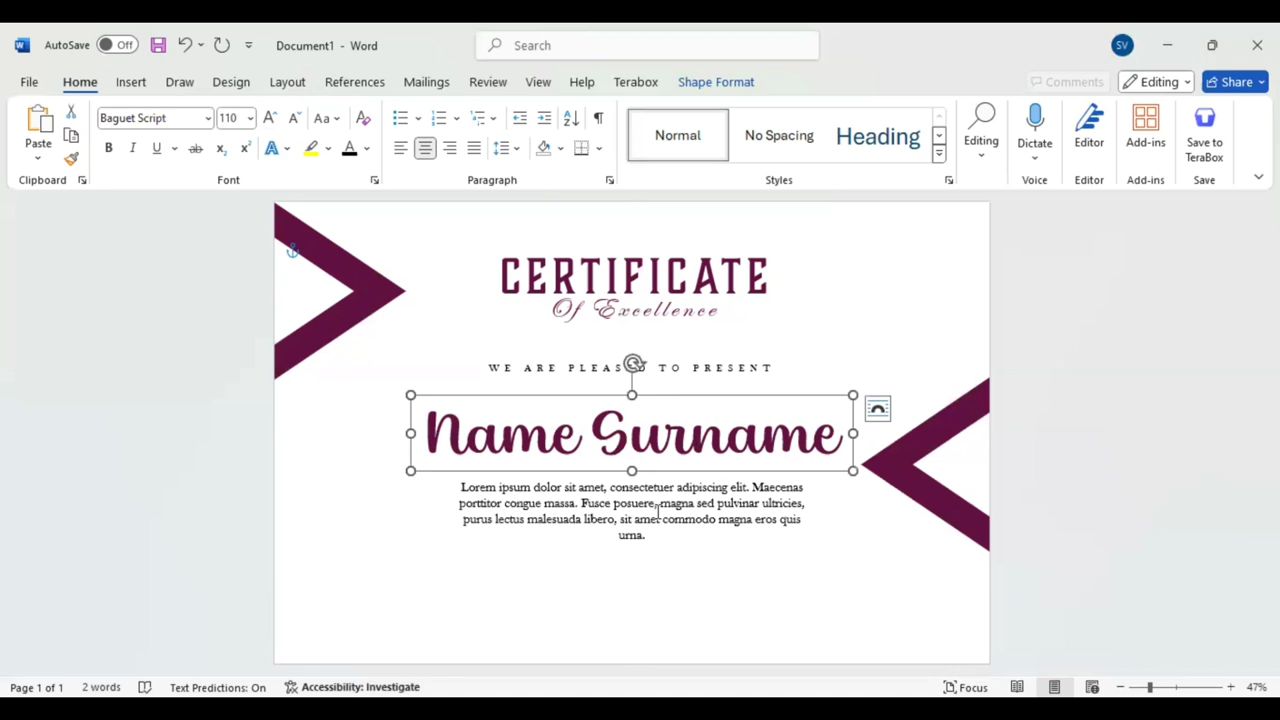 AutoSave Off Document1 - Word Search SV
File Home Insert Draw Design Layout References Mailings Review View Help Terabox Shape Format Comments Editing Share
Paste Baguet Script 110 Aa Normal No Spacing Heading Editing Dictate Editor Add-ins Save to TeraBox
Clipboard Font Paragraph Styles Voice Editor Add-ins Save
CERTIFICATE
Of Excellence
WE ARE PLEASED TO PRESENT
Name Surname
Lorem ipsum dolor sit amet, consectetuer adipiscing elit. Maecenas
porttitor congue massa. Fusce posuere, magna sed pulvinar ultricies,
purus lectus malesuada libero, sit amet commodo magna eros quis
urna.
Page 1 of 1 2 words Text Predictions: On Accessibility: Investigate Focus 47%